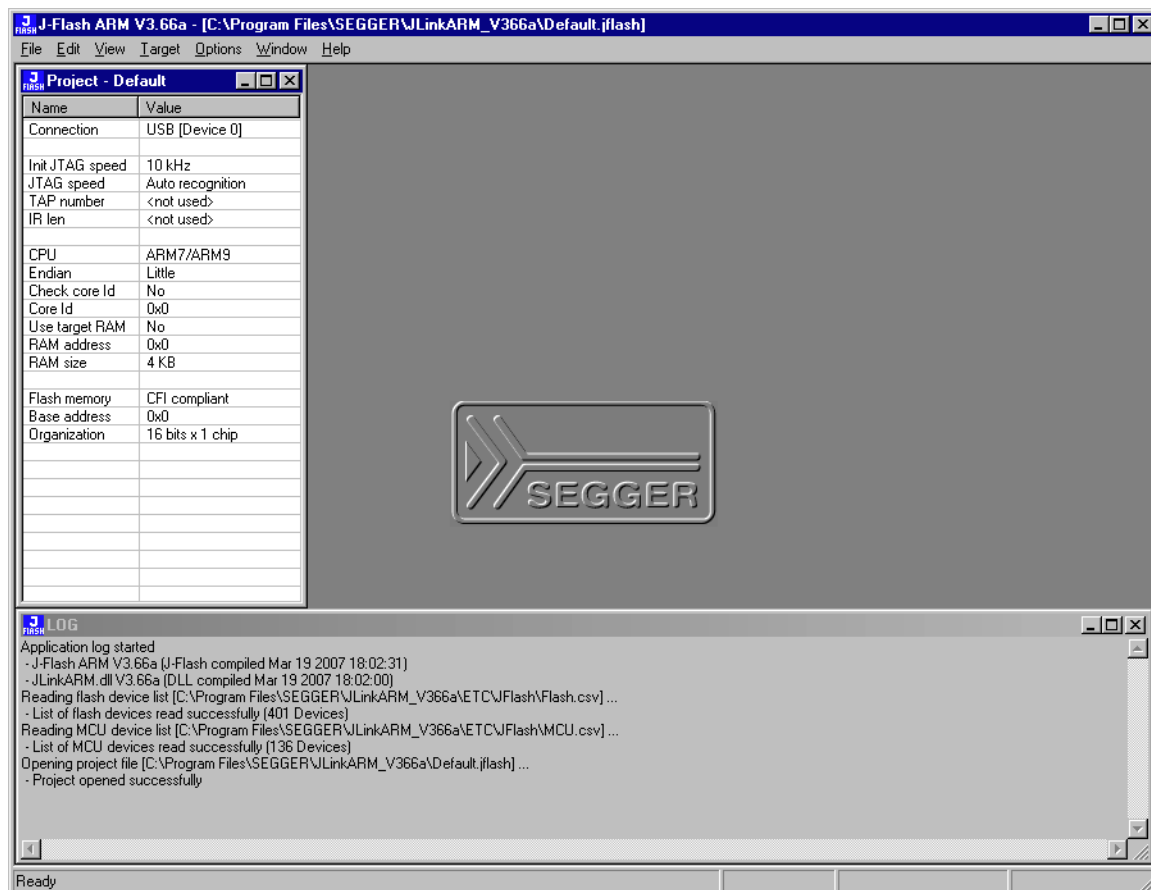 J-Flash ARM V3.66a - [C:\Program Files\SEGGER\JLinkARM_V366a\Default.jflash]
File Edit View Target Options Window Help
Project - Default
Name Value
Connection USB [Device 0]
Init JTAG speed 10 kHz
JTAG speed Auto recognition
TAP number <not used>
IR len <not used>
CPU ARM7/ARM9
Endian Little
Check core Id No
Core Id 0x0
Use target RAM No
RAM address 0x0
RAM size 4 KB
Flash memory CFI compliant
Base address 0x0
Organization 16 bits x 1 chip
SEGGER
LOG
Application log started
- J-Flash ARM V3.66a (J-Flash compiled Mar 19 2007 18:02:31)
- JLinkARM.dll V3.66a (DLL compiled Mar 19 2007 18:02:00)
Reading flash device list [C:\Program Files\SEGGER\JLinkARM_V366a\ETC\JFlash\Flash.csv] ...
- List of flash devices read successfully (401 Devices)
Reading MCU device list [C:\Program Files\SEGGER\JLinkARM_V366a\ETC\JFlash\MCU.csv] ...
- List of MCU devices read successfully (136 Devices)
Opening project file [C:\Program Files\SEGGER\JLinkARM_V366a\Default.jflash] ...
- Project opened successfully
Ready